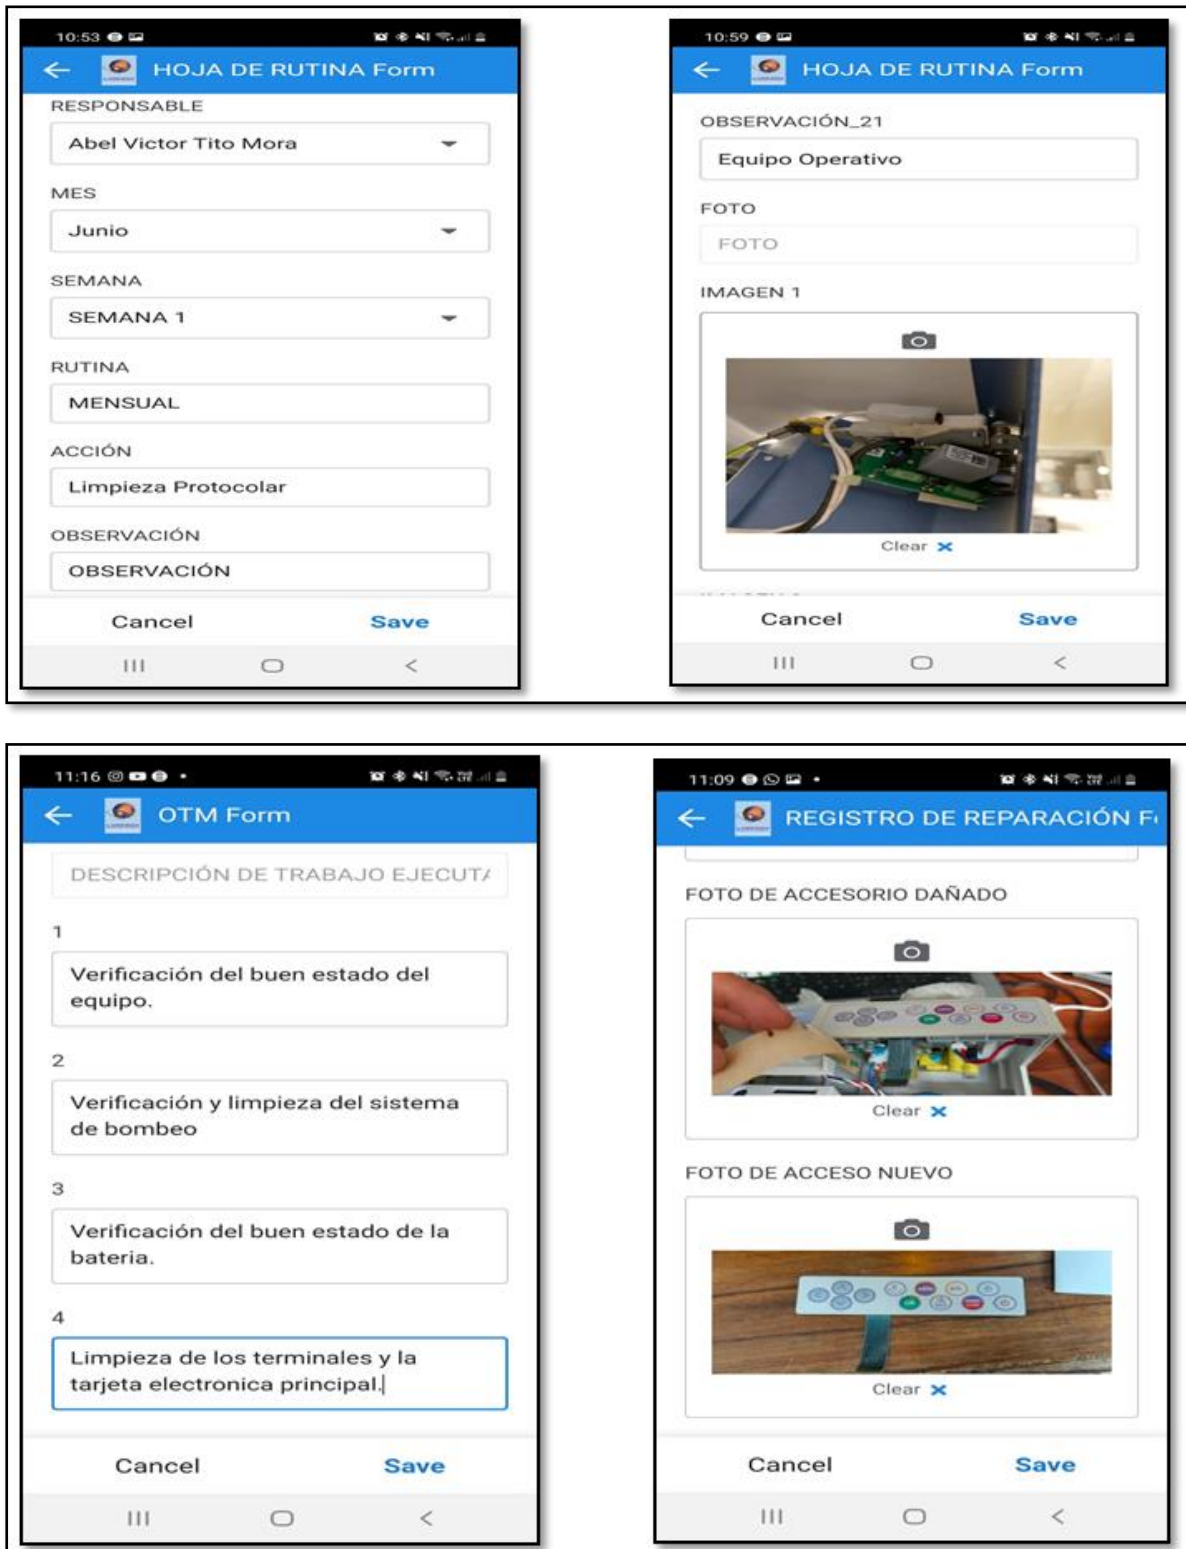 10:53
HOJA DE RUTINA Form
RESPONSABLE
Abel Victor Tito Mora
MES
Junio
SEMANA
SEMANA 1
RUTINA
MENSUAL
ACCIÓN
Limpieza Protocolar
OBSERVACIÓN
OBSERVACIÓN
Cancel Save
10:59
HOJA DE RUTINA Form
OBSERVACIÓN_21
Equipo Operativo
FOTO
FOTO
IMAGEN 1
Clear
Cancel Save
11:16
OTM Form
DESCRIPCIÓN DE TRABAJO EJECUTA
1
Verificación del buen estado del
equipo.
2
Verificación y limpieza del sistema
de bombeo
3
Verificación del buen estado de la
bateria.
4
Limpieza de los terminales y la
tarjeta electronica principal.
Cancel Save
11:09
REGISTRO DE REPARACIÓN Fo
FOTO DE ACCESORIO DAÑADO
Clear
FOTO DE ACCESO NUEVO
Clear
Cancel Save